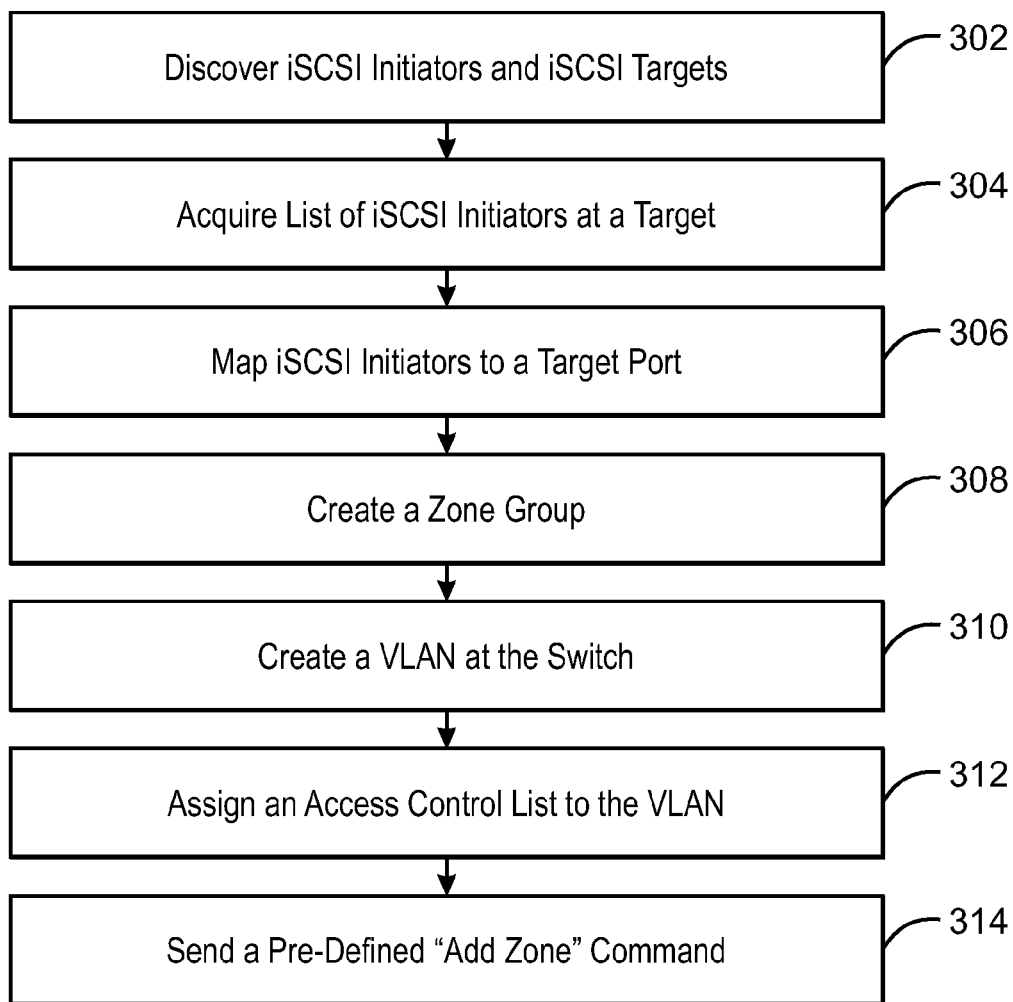 Discover iSCSI Initiators and iSCSI Targets
302
Acquire List of iSCSI Initiators at a Target
304
Map iSCSI Initiators to a Target Port
306
Create a Zone Group
308
Create a VLAN at the Switch
310
Assign an Access Control List to the VLAN
312
Send a Pre-Defined “Add Zone” Command
314